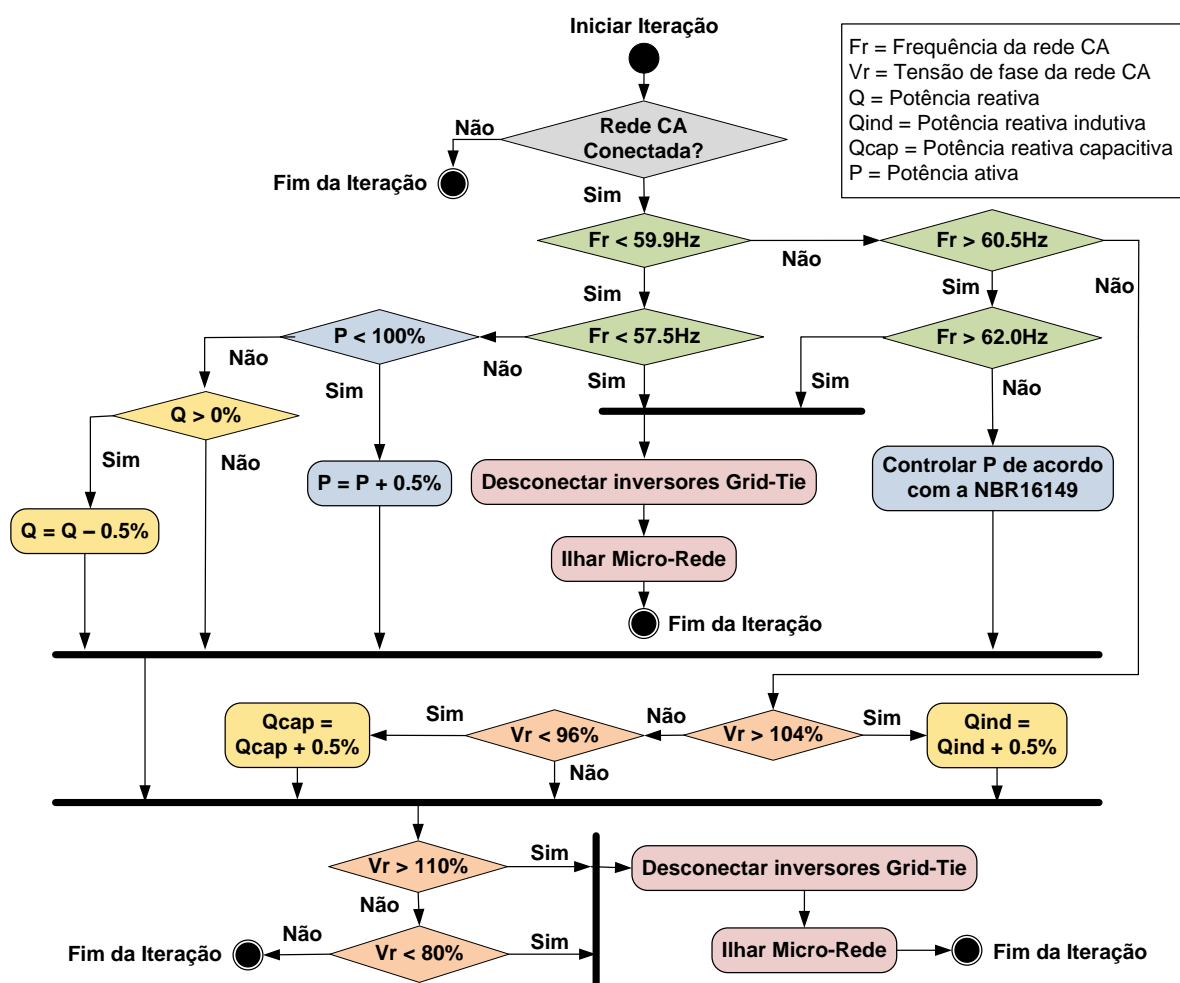 Iniciar Iteração
Fr = Frequência da rede CA
Vr = Tensão de fase da rede CA
Q = Potência reativa
Qind = Potência reativa indutiva
Qcap = Potência reativa capacitiva
P = Potência ativa
Não
Rede CA
Conectada?
Fim da Iteração
Sim
Fr < 59.9Hz
Não
Fr > 60.5Hz
Não
Sim
Sim
P < 100%
Não
Fr < 57.5Hz
Fr > 62.0Hz
Não
Sim
Sim
Sim
Não
Q > 0%
Sim
Não
P = P + 0.5%
Desconectar inversores Grid-Tie
Controlar P de acordo
com a NBR16149
Q = Q – 0.5%
Ilhar Micro-Rede
Fim da Iteração
Qcap =
Qcap + 0.5%
Sim
Vr < 96%
Não
Não
Vr > 104%
Sim
Qind =
Qind + 0.5%
Vr > 110%
Sim
Não
Desconectar inversores Grid-Tie
Fim da Iteração
Não
Vr < 80%
Sim
Ilhar Micro-Rede
Fim da Iteração